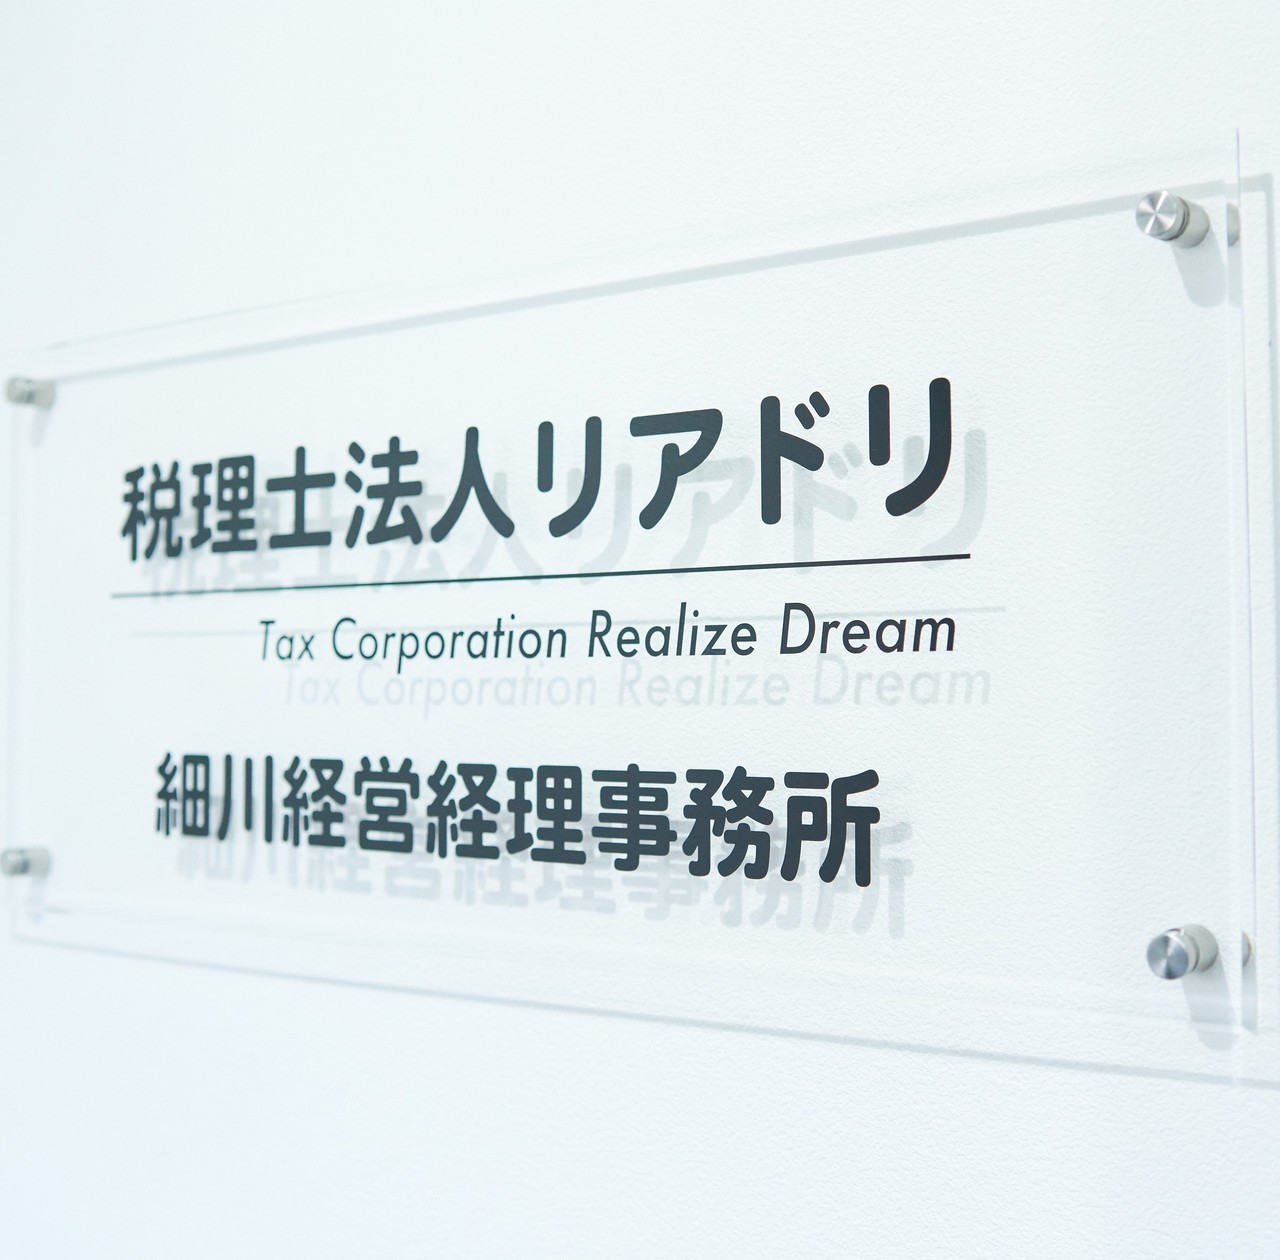 税理士法人リアドリ
Tax Corporation Realize Dream
細川経営経理事務所